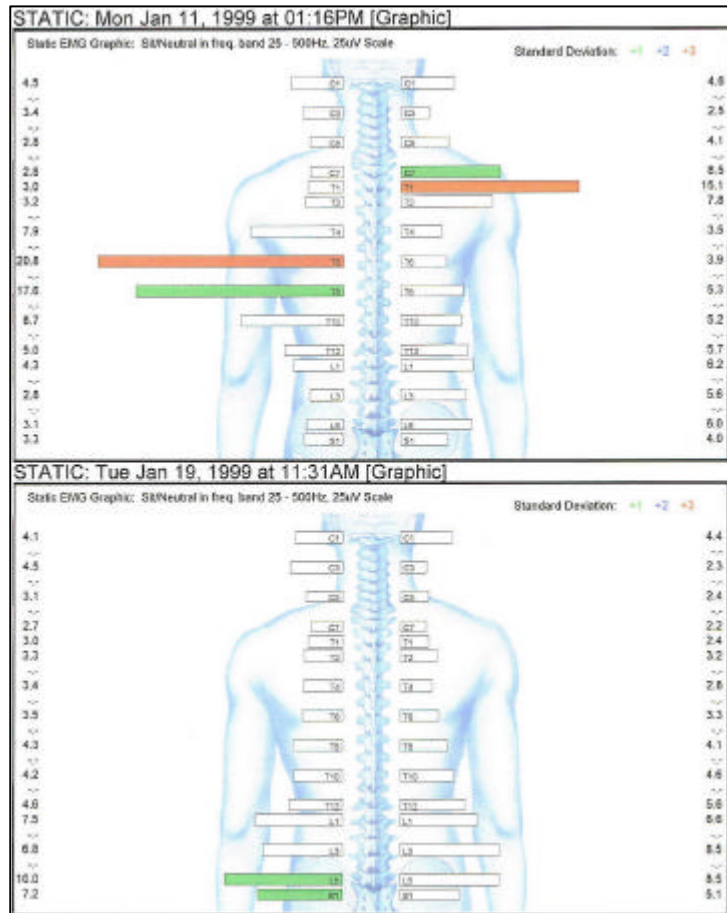 STATIC: Mon Jan 11, 1999 at 01:16PM [Graphic]
Static EMG Graphic: Sit/Neutral in freq. band 25 - 500Hz, 25uV Scale
Standard Deviation: +1 +2 +3
4.5 C1 C1 4.6
3.4 C3 C3 2.5
2.8 C5 4.1
2.8 C7 C7 8.5
3.0 T1 T1 15.1
3.2 T2 T2 7.8
7.9 T4 T4 3.5
20.8 T6 3.9
17.6 5.3
8.7 T10 T10 5.2
5.0 T12 T12 5.7
4.3 L1 L1 6.2
2.8 L3 L3 5.6
3.1 L5 L5 6.0
3.3 S1 S1 4.0
STATIC: Tue Jan 19, 1999 at 11:31AM [Graphic]
Static EMG Graphic: Sit/Neutral in freq. band 25 - 500Hz, 25uV Scale
Standard Deviation: +1 +2 +3
4.1 C1 C1 4.4
4.5 C3 C3 2.3
3.1 C5 C5 2.4
2.7 C7 C7 2.2
3.0 T1 T1 2.4
3.3 T2 T2 3.2
T4 T4 2.8
3.5 T6 T6 3.3
4.3 T8 T8 4.1
4.2 T10 T10 4.6
4.6 T12 T12 5.6
7.5 L1 L1 6.6
6.8 L3 L3 8.5
10.0 L5 L5 8.5
7.2 S1 S1 5.1